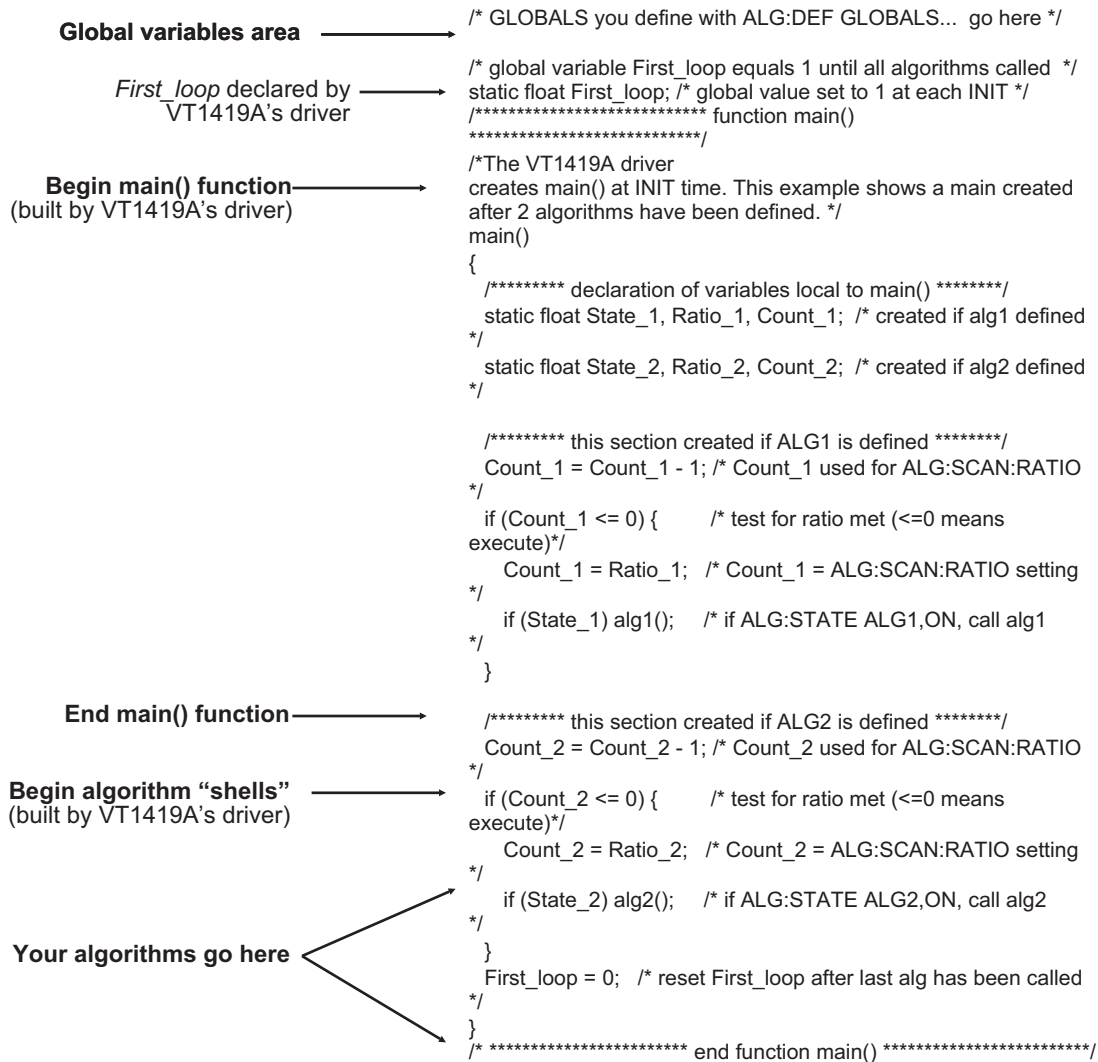 Global variables area
/* GLOBALS you define with ALG:DEF GLOBALS... go here */
First_loop declared by
VT1419A's driver
/* global variable First_loop equals 1 until all algorithms called */
static float First_loop; /* global value set to 1 at each INIT */
/**************************** function main()
****************************/
/*The VT1419A driver
Begin main() function
(built by VT1419A's driver)
creates main() at INIT time. This example shows a main created
after 2 algorithms have been defined. */
main()
{
/********* declaration of variables local to main() ********/
static float State_1, Ratio_1, Count_1; /* created if alg1 defined
*/
static float State_2, Ratio_2, Count_2; /* created if alg2 defined
*/
/********* this section created if ALG1 is defined ********/
Count_1 = Count_1 - 1; /* Count_1 used for ALG:SCAN:RATIO
*/
if (Count_1 <= 0) { /* test for ratio met (<=0 means
execute)*/
Count_1 = Ratio_1; /* Count_1 = ALG:SCAN:RATIO setting
*/
if (State_1) alg1(); /* if ALG:STATE ALG1,ON, call alg1
*/
}
End main() function
/********* this section created if ALG2 is defined ********/
Count_2 = Count_2 - 1; /* Count_2 used for ALG:SCAN:RATIO
*/
Begin algorithm “shells”
(built by VT1419A's driver)
if (Count_2 <= 0) { /* test for ratio met (<=0 means
execute)*/
Count_2 = Ratio_2; /* Count_2 = ALG:SCAN:RATIO setting
*/
if (State_2) alg2(); /* if ALG:STATE ALG2,ON, call alg2
*/
Your algorithms go here
}
First_loop = 0; /* reset First_loop after last alg has been called
*/
}
/* ************************ end function main() *************************/